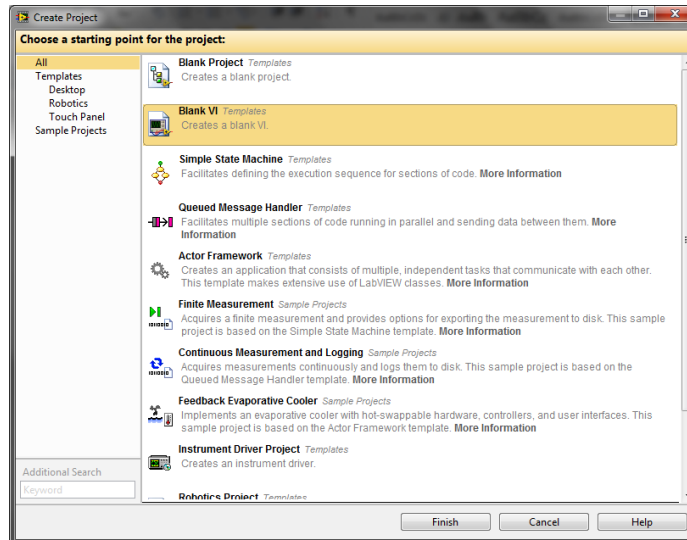 Create Project
Choose a starting point for the project:
All
Templates
Desktop
Robotics
Touch Panel
Sample Projects
Additional Search
Keyword
Blank Project Templates
Creates a blank project.
Blank VI Templates
Creates a blank VI.
Simple State Machine Templates
Facilitates defining the execution sequence for sections of code. More Information
Queued Message Handler Templates
Facilitates multiple sections of code running in parallel and sending data between them. More
Information
Actor Framework Templates
Creates an application that consists of multiple, independent tasks that communicate with each other.
This template makes extensive use of LabVIEW classes. More Information
Finite Measurement Sample Projects
Acquires a finite measurement and provides options for exporting the measurement to disk. This sample
project is based on the Simple State Machine template. More Information
Continuous Measurement and Logging Sample Projects
Acquires measurements continuously and logs them to disk. This sample project is based on the
Queued Message Handler template. More Information
Feedback Evaporative Cooler Sample Projects
Implements an evaporative cooler with hot-swappable hardware, controllers, and user interfaces. This
sample project is based on the Actor Framework template. More Information
Instrument Driver Project Templates
Creates an instrument driver.
Robotics Project Templates
Finish
Cancel
Help